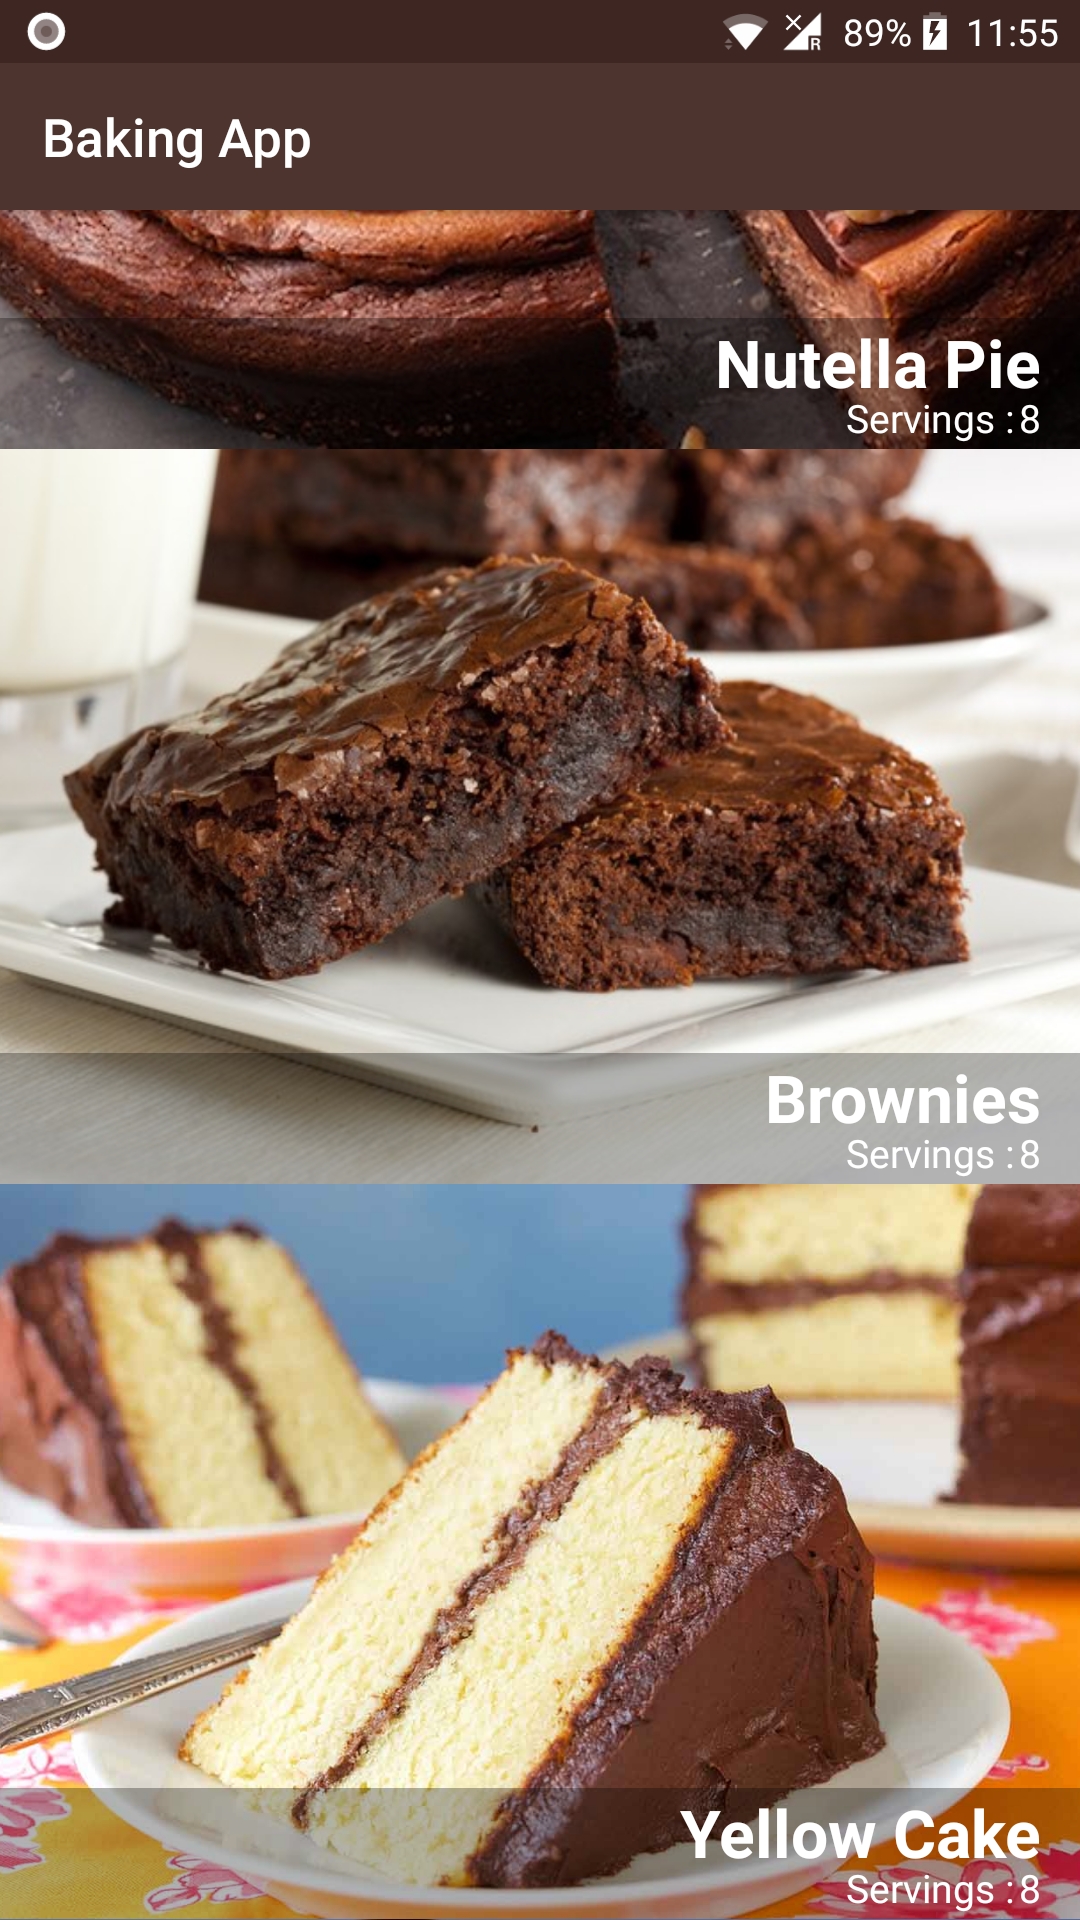 89% 11:55
Baking App
Nutella Pie
Servings :8
Brownies
Servings :8
Yellow Cake
Servings :8